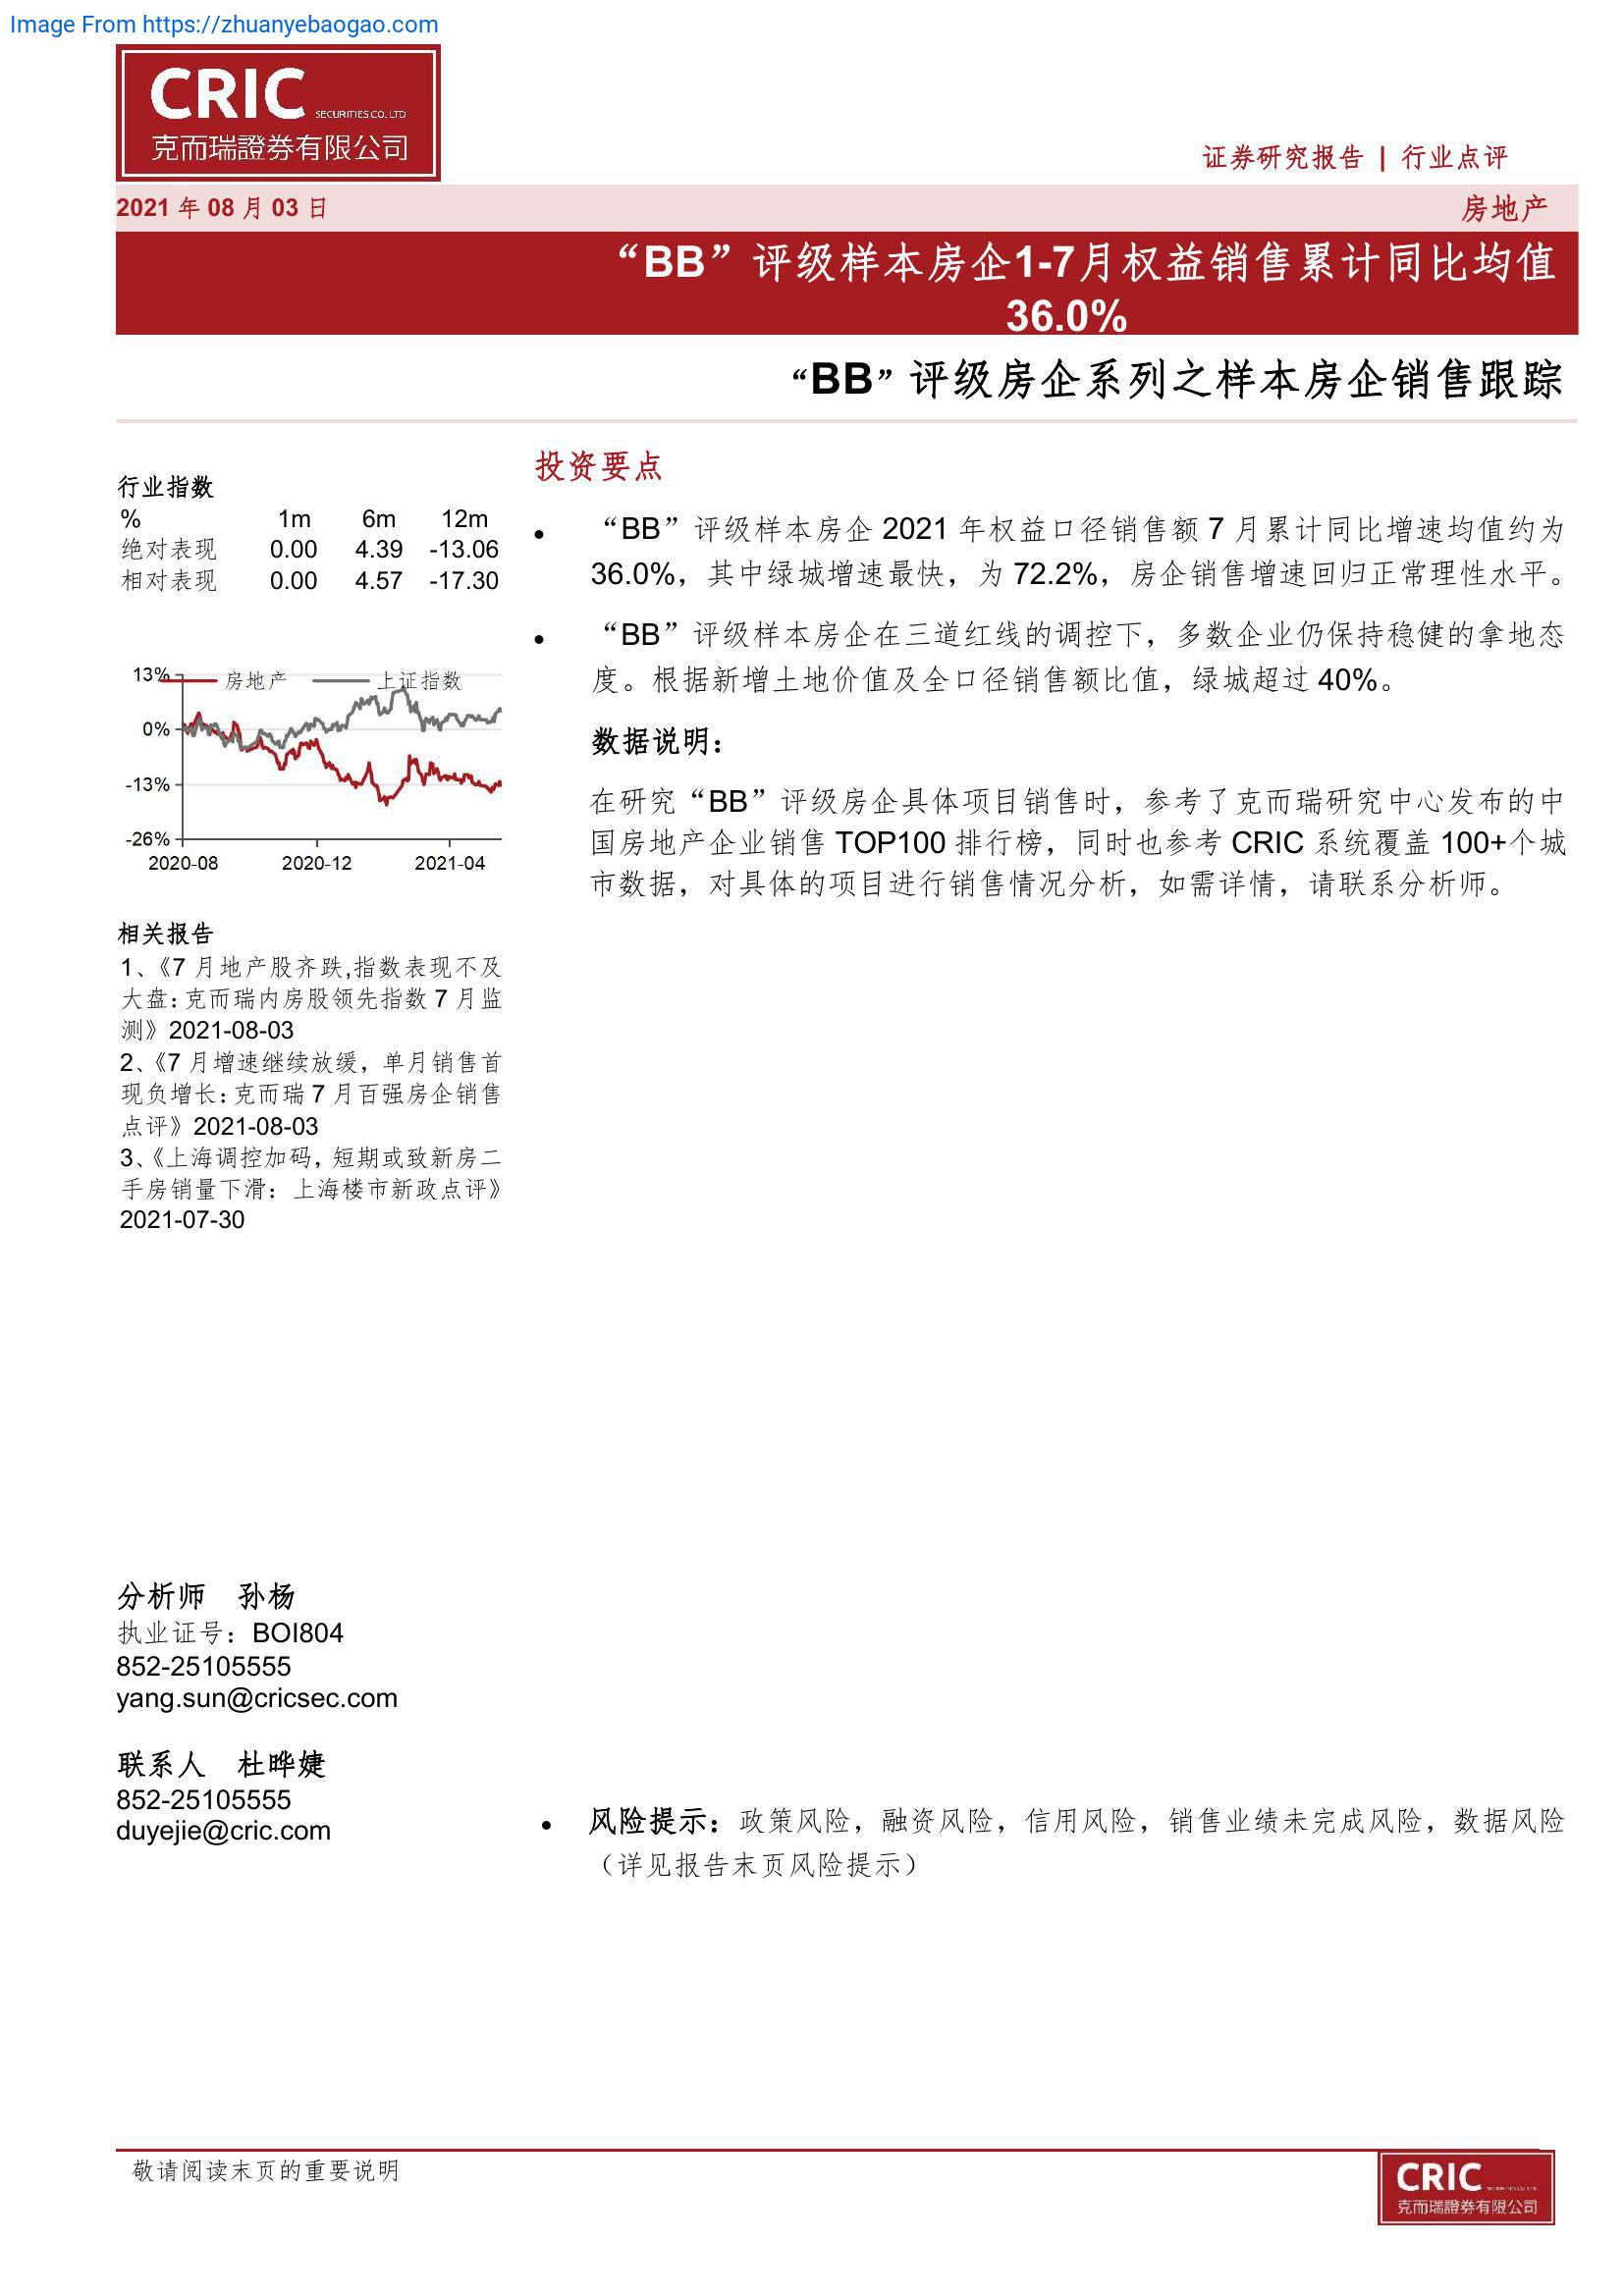 Image From https://zhuanyebaogao.com
CRIC SECURITIES CO. LTD
克而瑞證券有限公司
证券研究报告 | 行业点评
2021 年 08 月 03 日
房地产
“BB”评级样本房企1-7月权益销售累计同比均值
36.0%
“BB”评级房企系列之样本房企销售跟踪
行业指数
% 1m 6m 12m
绝对表现 0.00 4.39 -13.06
相对表现 0.00 4.57 -17.30
13%
房地产 上证指数
0%
-13%
-26%
2020-08 2020-12 2021-04
相关报告
1、《7 月地产股齐跌,指数表现不及
大盘:克而瑞内房股领先指数 7 月监
测》2021-08-03
2、《7 月增速继续放缓，单月销售首
现负增长:克而瑞 7 月百强房企销售
点评》2021-08-03
3、《上海调控加码，短期或致新房二
手房销量下滑：上海楼市新政点评》
2021-07-30
分析师 孙杨
执业证号：BOI804
852-25105555
yang.sun@cricsec.com
联系人 杜晔婕
852-25105555
duyejie@cric.com
投资要点
● “BB”评级样本房企 2021 年权益口径销售额 7 月累计同比增速均值约为
36.0%，其中绿城增速最快，为 72.2%，房企销售增速回归正常理性水平。
● “BB”评级样本房企在三道红线的调控下，多数企业仍保持稳健的拿地态
度。根据新增土地价值及全口径销售额比值，绿城超过 40%。
数据说明：
在研究“BB”评级房企具体项目销售时，参考了克而瑞研究中心发布的中
国房地产企业销售 TOP100 排行榜，同时也参考 CRIC 系统覆盖 100+个城
市数据，对具体的项目进行销售情况分析，如需详情，请联系分析师。
● 风险提示：政策风险，融资风险，信用风险，销售业绩未完成风险，数据风险
（详见报告末页风险提示）
敬请阅读末页的重要说明
CRIC
克而瑞證券有限公司